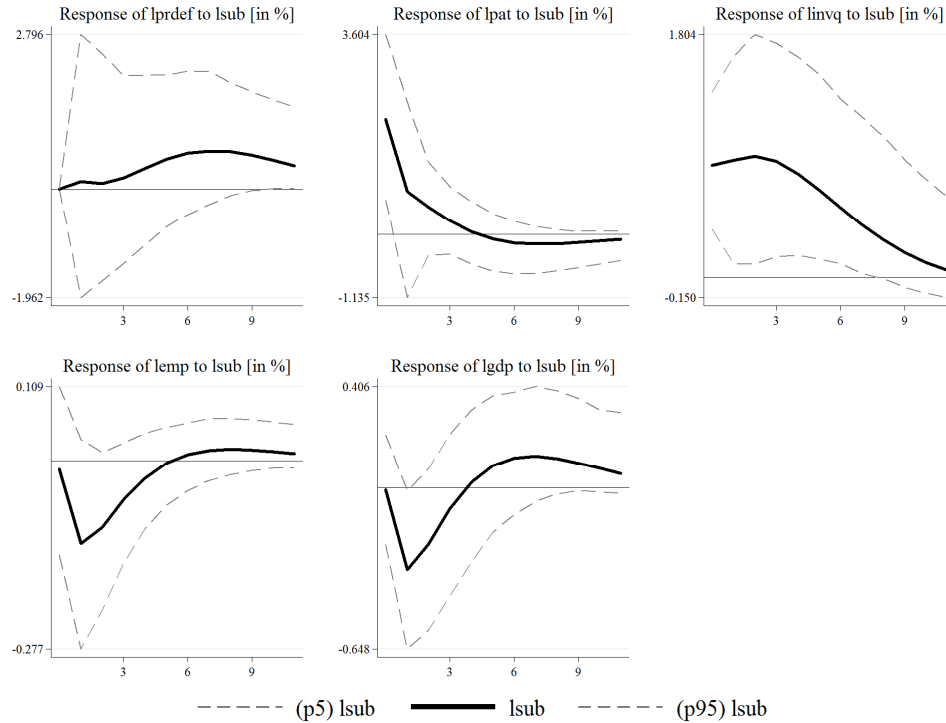 Response of lprdef to lsub [in %]
2.796
-1.962
3 6 9
Response of lpat to lsub [in %]
3.604
-1.135
3 6 9
Response of linvq to lsub [in %]
1.804
-0.150
3 6 9
Response of lemp to lsub [in %]
0.109
-0.277
3 6 9
Response of lgdp to lsub [in %]
0.406
-0.648
3 6 9
(p5) lsub lsub (p95) lsub